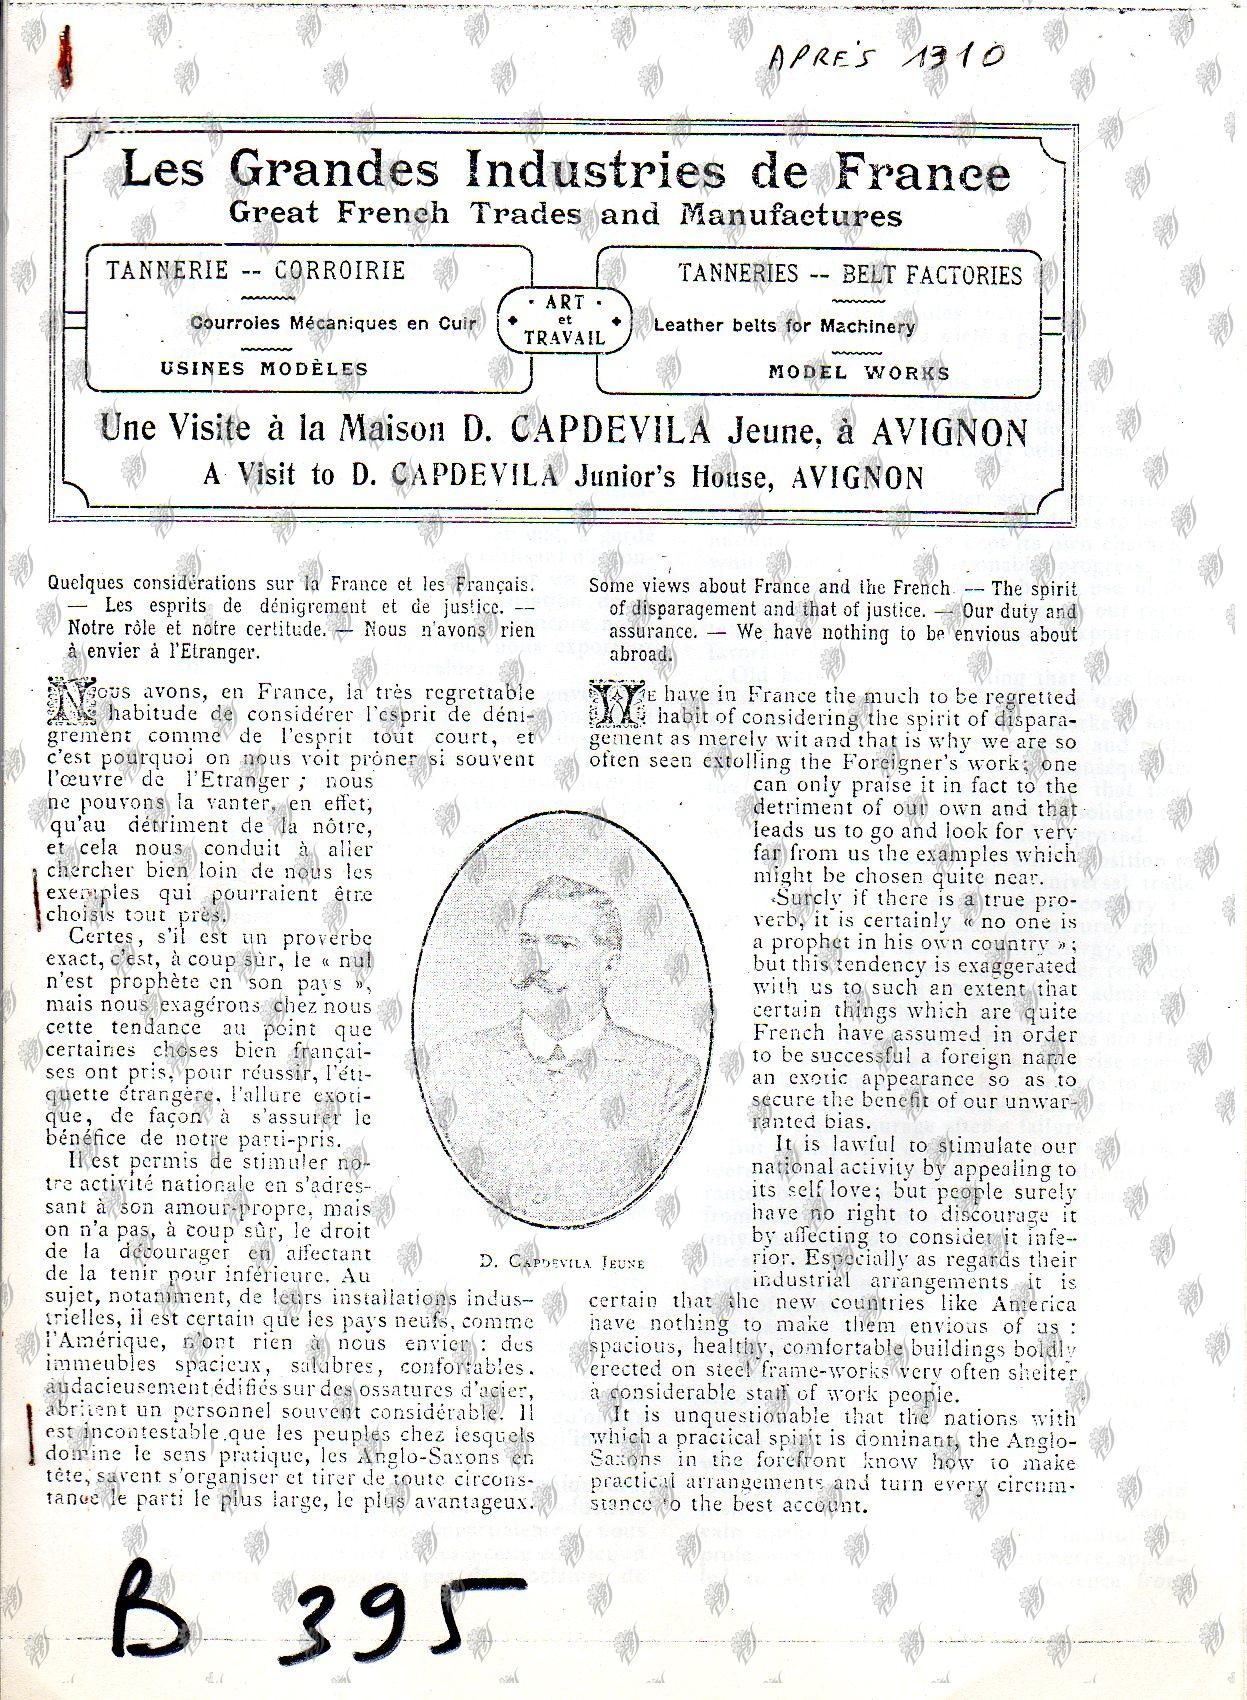 APRÈS 1910
Les Grandes Industries de France
Great French Trades and Manufactures
TANNERIE -- CORROIRIE
Courroies Mécaniques en Cuir
USINES MODÈLES
· ART ·
et
TRAVAIL
TANNERIES -- BELT FACTORIES
Leather belts for Machinery
MODEL WORKS
Une Visite à la Maison D. CAPDEVILA Jeune, à AVIGNON
A Visit to D. CAPDEVILA Junior's House, AVIGNON
Quelques considérations sur la France et les Français.
— Les esprits de dénigrement et de justice. —
Notre rôle et notre certitude. — Nous n'avons rien
à envier à l'Etranger.
Nous avons, en France, la très regrettable
habitude de considérer l'esprit de déni-
grement comme de l'esprit tout court, et
c'est pourquoi on nous voit prôner si souvent
l'œuvre de l'Etranger ; nous
ne pouvons la vanter, en effet,
qu'au détriment de la nôtre,
et cela nous conduit à aller
chercher bien loin de nous les
exemples qui pourraient être
choisis tout près.
Certes, s'il est un proverbe
exact, c'est, à coup sûr, le « nul
n'est prophète en son pays »,
mais nous exagérons chez nous
cette tendance au point que
certaines choses bien françai-
ses ont pris, pour réussir, l'éti-
quette étrangère, l'allure exoti-
que, de façon à s'assurer le
bénéfice de notre parti-pris.
Il est permis de stimuler no-
tre activité nationale en s'adres-
sant à son amour-propre, mais
on n'a pas, à coup sûr, le droit
de la décourager en affectant
de la tenir pour inférieure. Au
sujet, notamment, de leurs installations indus-
trielles, il est certain que les pays neufs, comme
l'Amérique, n'ont rien à nous envier : des
immeubles spacieux, salubres, confortables,
audacieusement édifiés sur des ossatures d'acier,
abritent un personnel souvent considérable. Il
est incontestable que les peuples chez lesquels
domine le sens pratique, les Anglo-Saxons en
tête, savent s'organiser et tirer de toute circons-
tance le parti le plus large, le plus avantageux.
D. CAPDEVILA JEUNE
Some views about France and the French. — The spirit
of disparagement and that of justice. — Our duty and
assurance. — We have nothing to be envious about
abroad.
WE have in France the much to be regretted
habit of considering the spirit of dispara-
gement as merely wit and that is why we are so
often seen extolling the Foreigner's work; one
can only praise it in fact to the
detriment of our own and that
leads us to go and look for very
far from us the examples which
might be chosen quite near.
Surely if there is a true pro-
verb, it is certainly « no one is
a prophet in his own country » ;
but this tendency is exaggerated
with us to such an extent that
certain things which are quite
French have assumed in order
to be successful a foreign name
an exotic appearance so as to
secure the benefit of our unwar-
ranted bias.
It is lawful to stimulate our
national activity by appealing to
its self love; but people surely
have no right to discourage it
by affecting to consider it infe-
rior. Especially as regards their
industrial arrangements it is
certain that the new countries like America
have nothing to make them envious of us :
spacious, healthy, comfortable buildings boldly
erected on steel frame-works very often shelter
a considerable staff of work people.
It is unquestionable that the nations with
which a practical spirit is dominant, the Anglo-
Saxons in the forefront know how to make
practical arrangements and turn every circum-
stance to the best account.
B 395